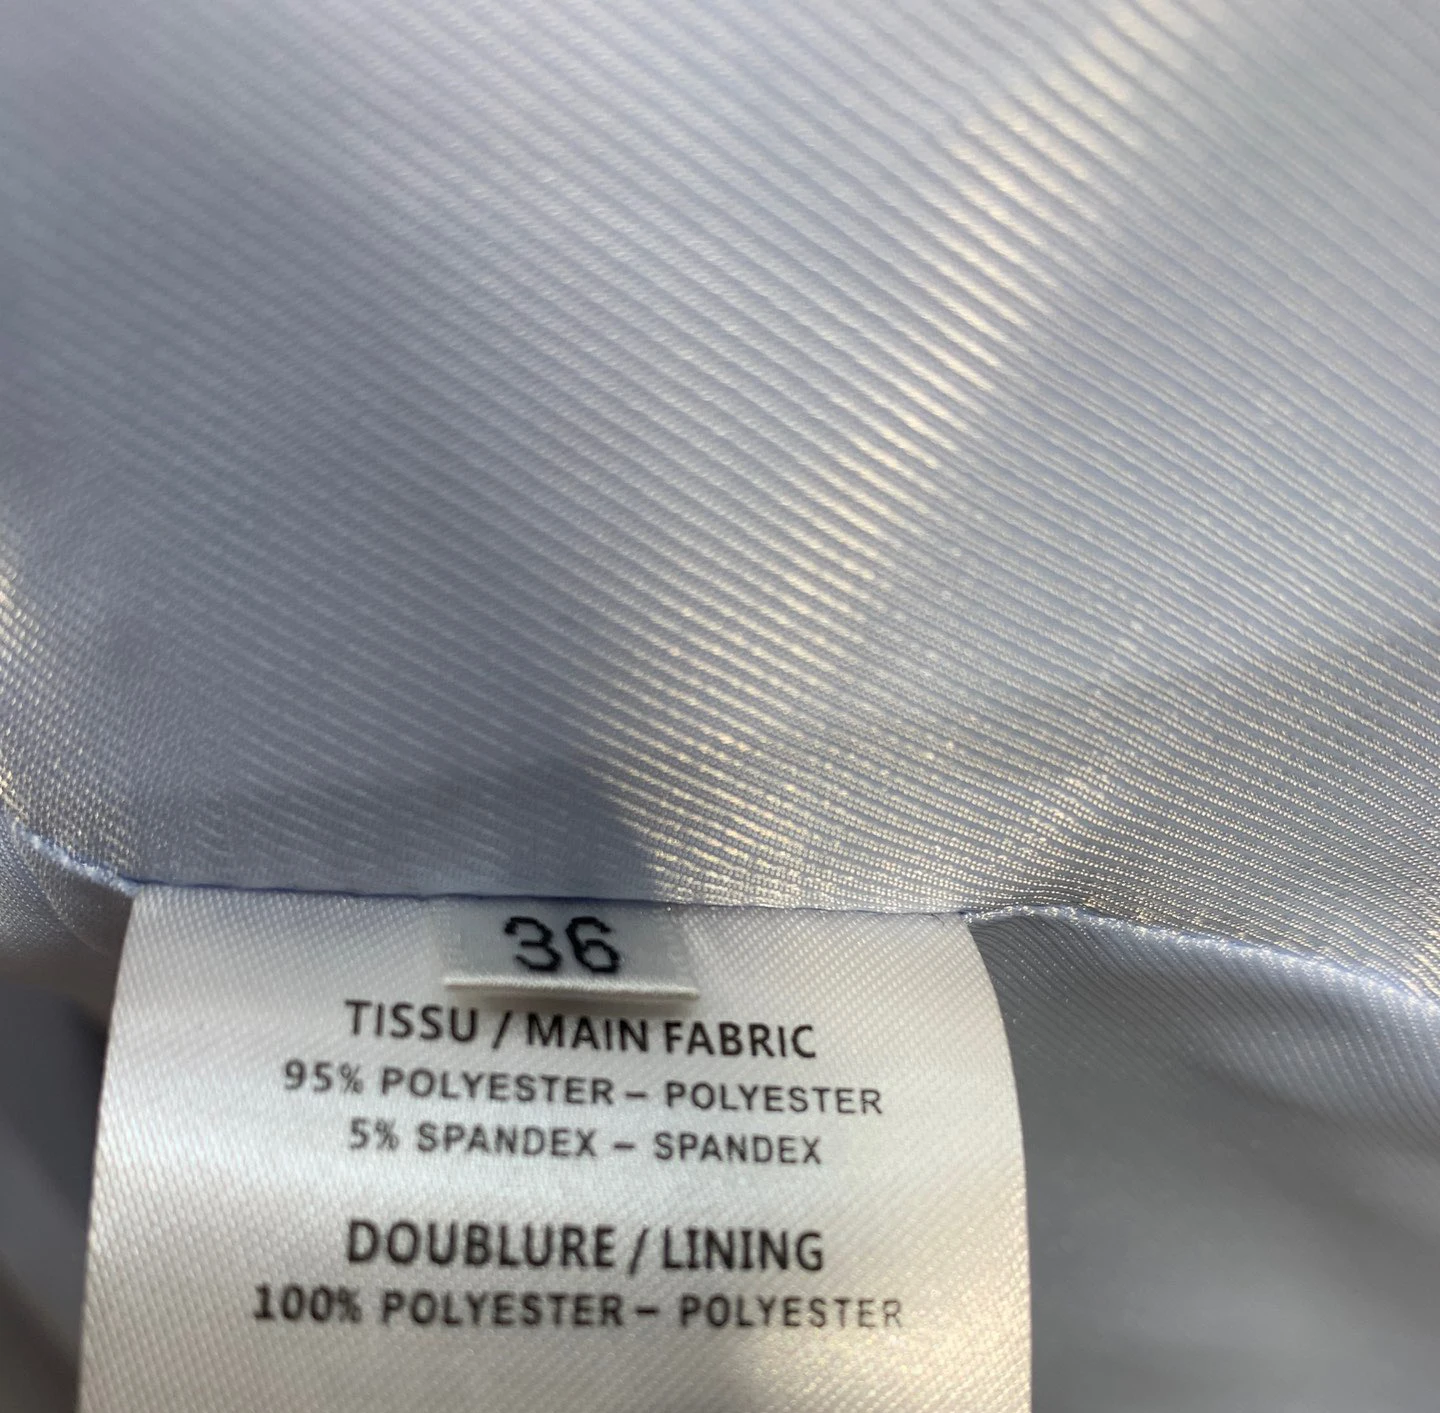 36
TISSU / MAIN FABRIC
95% POLYESTER – POLYESTER
5% SPANDEX – SPANDEX
DOUBLURE / LINING
100% POLYESTER – POLYESTER